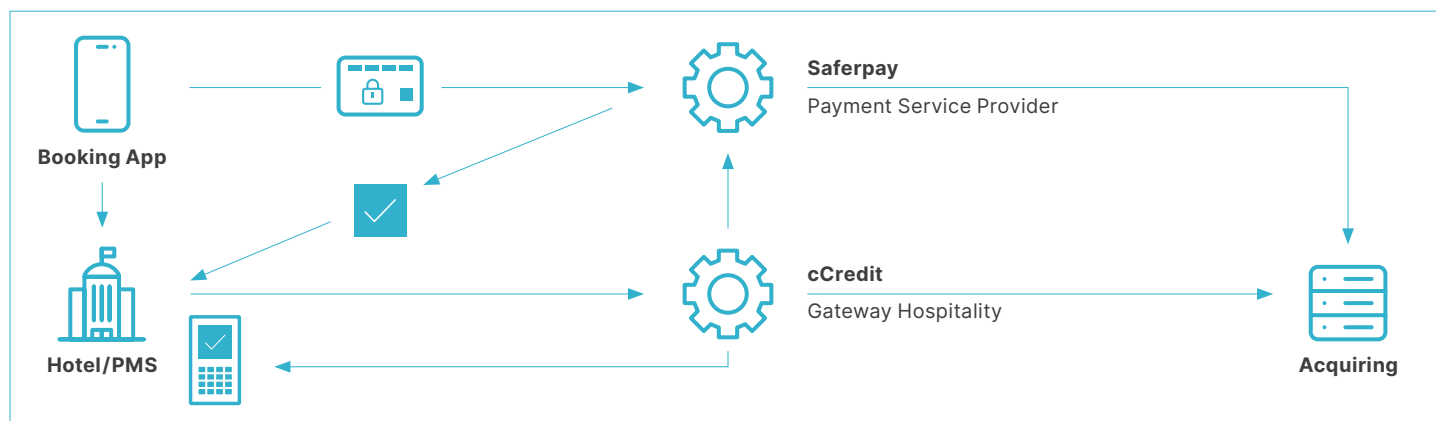 Saferpay
Payment Service Provider
Booking App
cCredit
Gateway Hospitality
Hotel/PMS
Acquiring